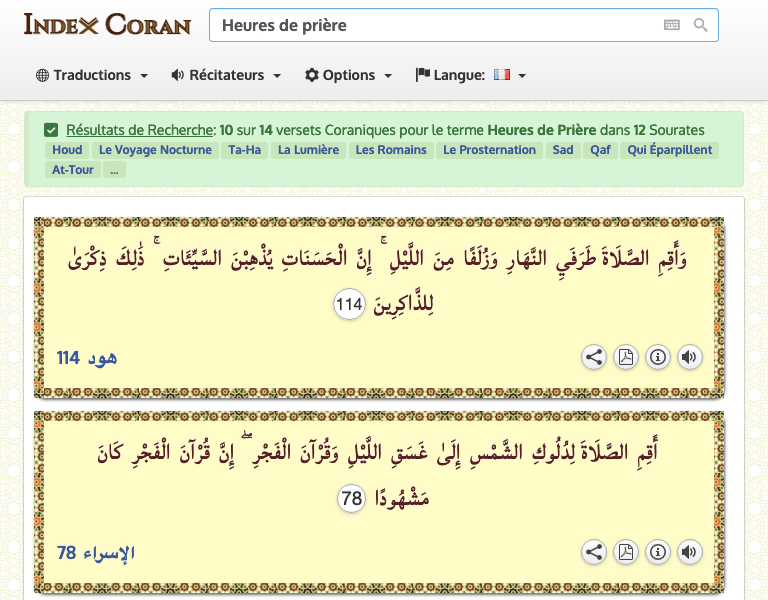 Index Coran
Heures de prière
Traductions Récitateurs Options Langue:
Résultats de Recherche: 10 sur 14 versets Coraniques pour le terme Heures de Prière dans 12 Sourates
Houd Le Voyage Nocturne Ta-Ha La Lumière Les Romains Le Prosternation Sad Qaf Qui Éparpillent
At-Tour ...
وَأَقِمِ الصَّلَاةَ طَرَفَيِ النَّهَارِ وَزُلَفًا مِنَ اللَّيْلِ ۚ إِنَّ الْحَسَنَاتِ يُذْهِبْنَ السَّيِّئَاتِ ۚ ذَٰلِكَ ذِكْرَىٰ
لِلذَّاكِرِينَ 114
هود 114
أَقِمِ الصَّلَاةَ لِدُلُوكِ الشَّمْسِ إِلَىٰ غَسَقِ اللَّيْلِ وَقُرْآنَ الْفَجْرِ ۖ إِنَّ قُرْآنَ الْفَجْرِ كَانَ
مَشْهُودًا 78
الإسراء 78